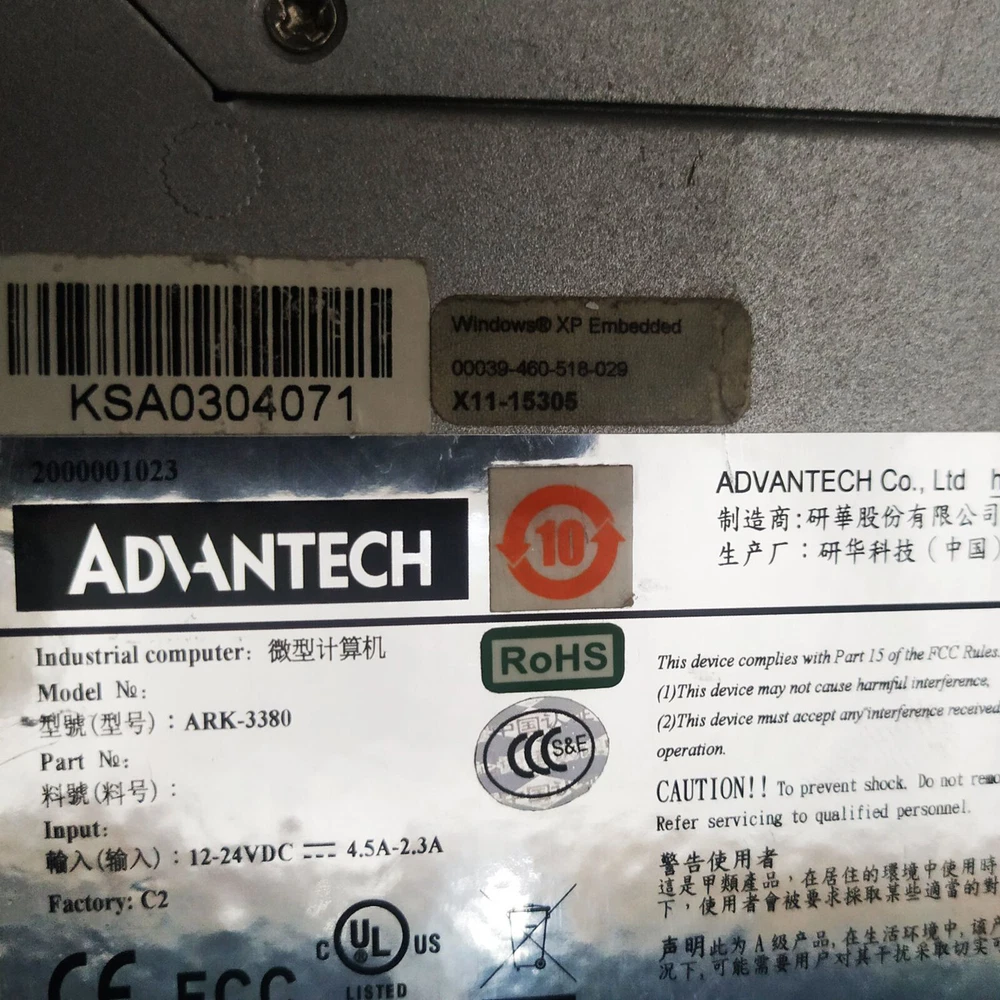 KSA0304071
Windows® XP Embedded
00039-460-518-029
X11-15305
2000001023
ADVANTECH
10
ADVANTECH Co., Ltd
制造商:研華股份有限公司
生产厂:研华科技(中国)
Industrial computer: 微型计算机
Model №:
型號(型号):ARK-3380
Part №:
料號(料号):
Input:
輸入(输入):12-24VDC ⎓ 4.5A-2.3A
Factory: C2
RoHS
CCC S&E
This device complies with Part 15 of the FCC Rules.
(1)This device may not cause harmful interference,
(2)This device must accept any interference received
operation.
CAUTION!! To prevent shock. Do not
Refer servicing to qualified personnel.
警告使用者
這是甲類產品,在居住的環境中使用時
下,使用者會被要求採取某些適當的對
声明此为A级产品,在生活环境中,该产
况下,可能需要用户对其干扰采取切实可
C UL US
LISTED
CE FCC